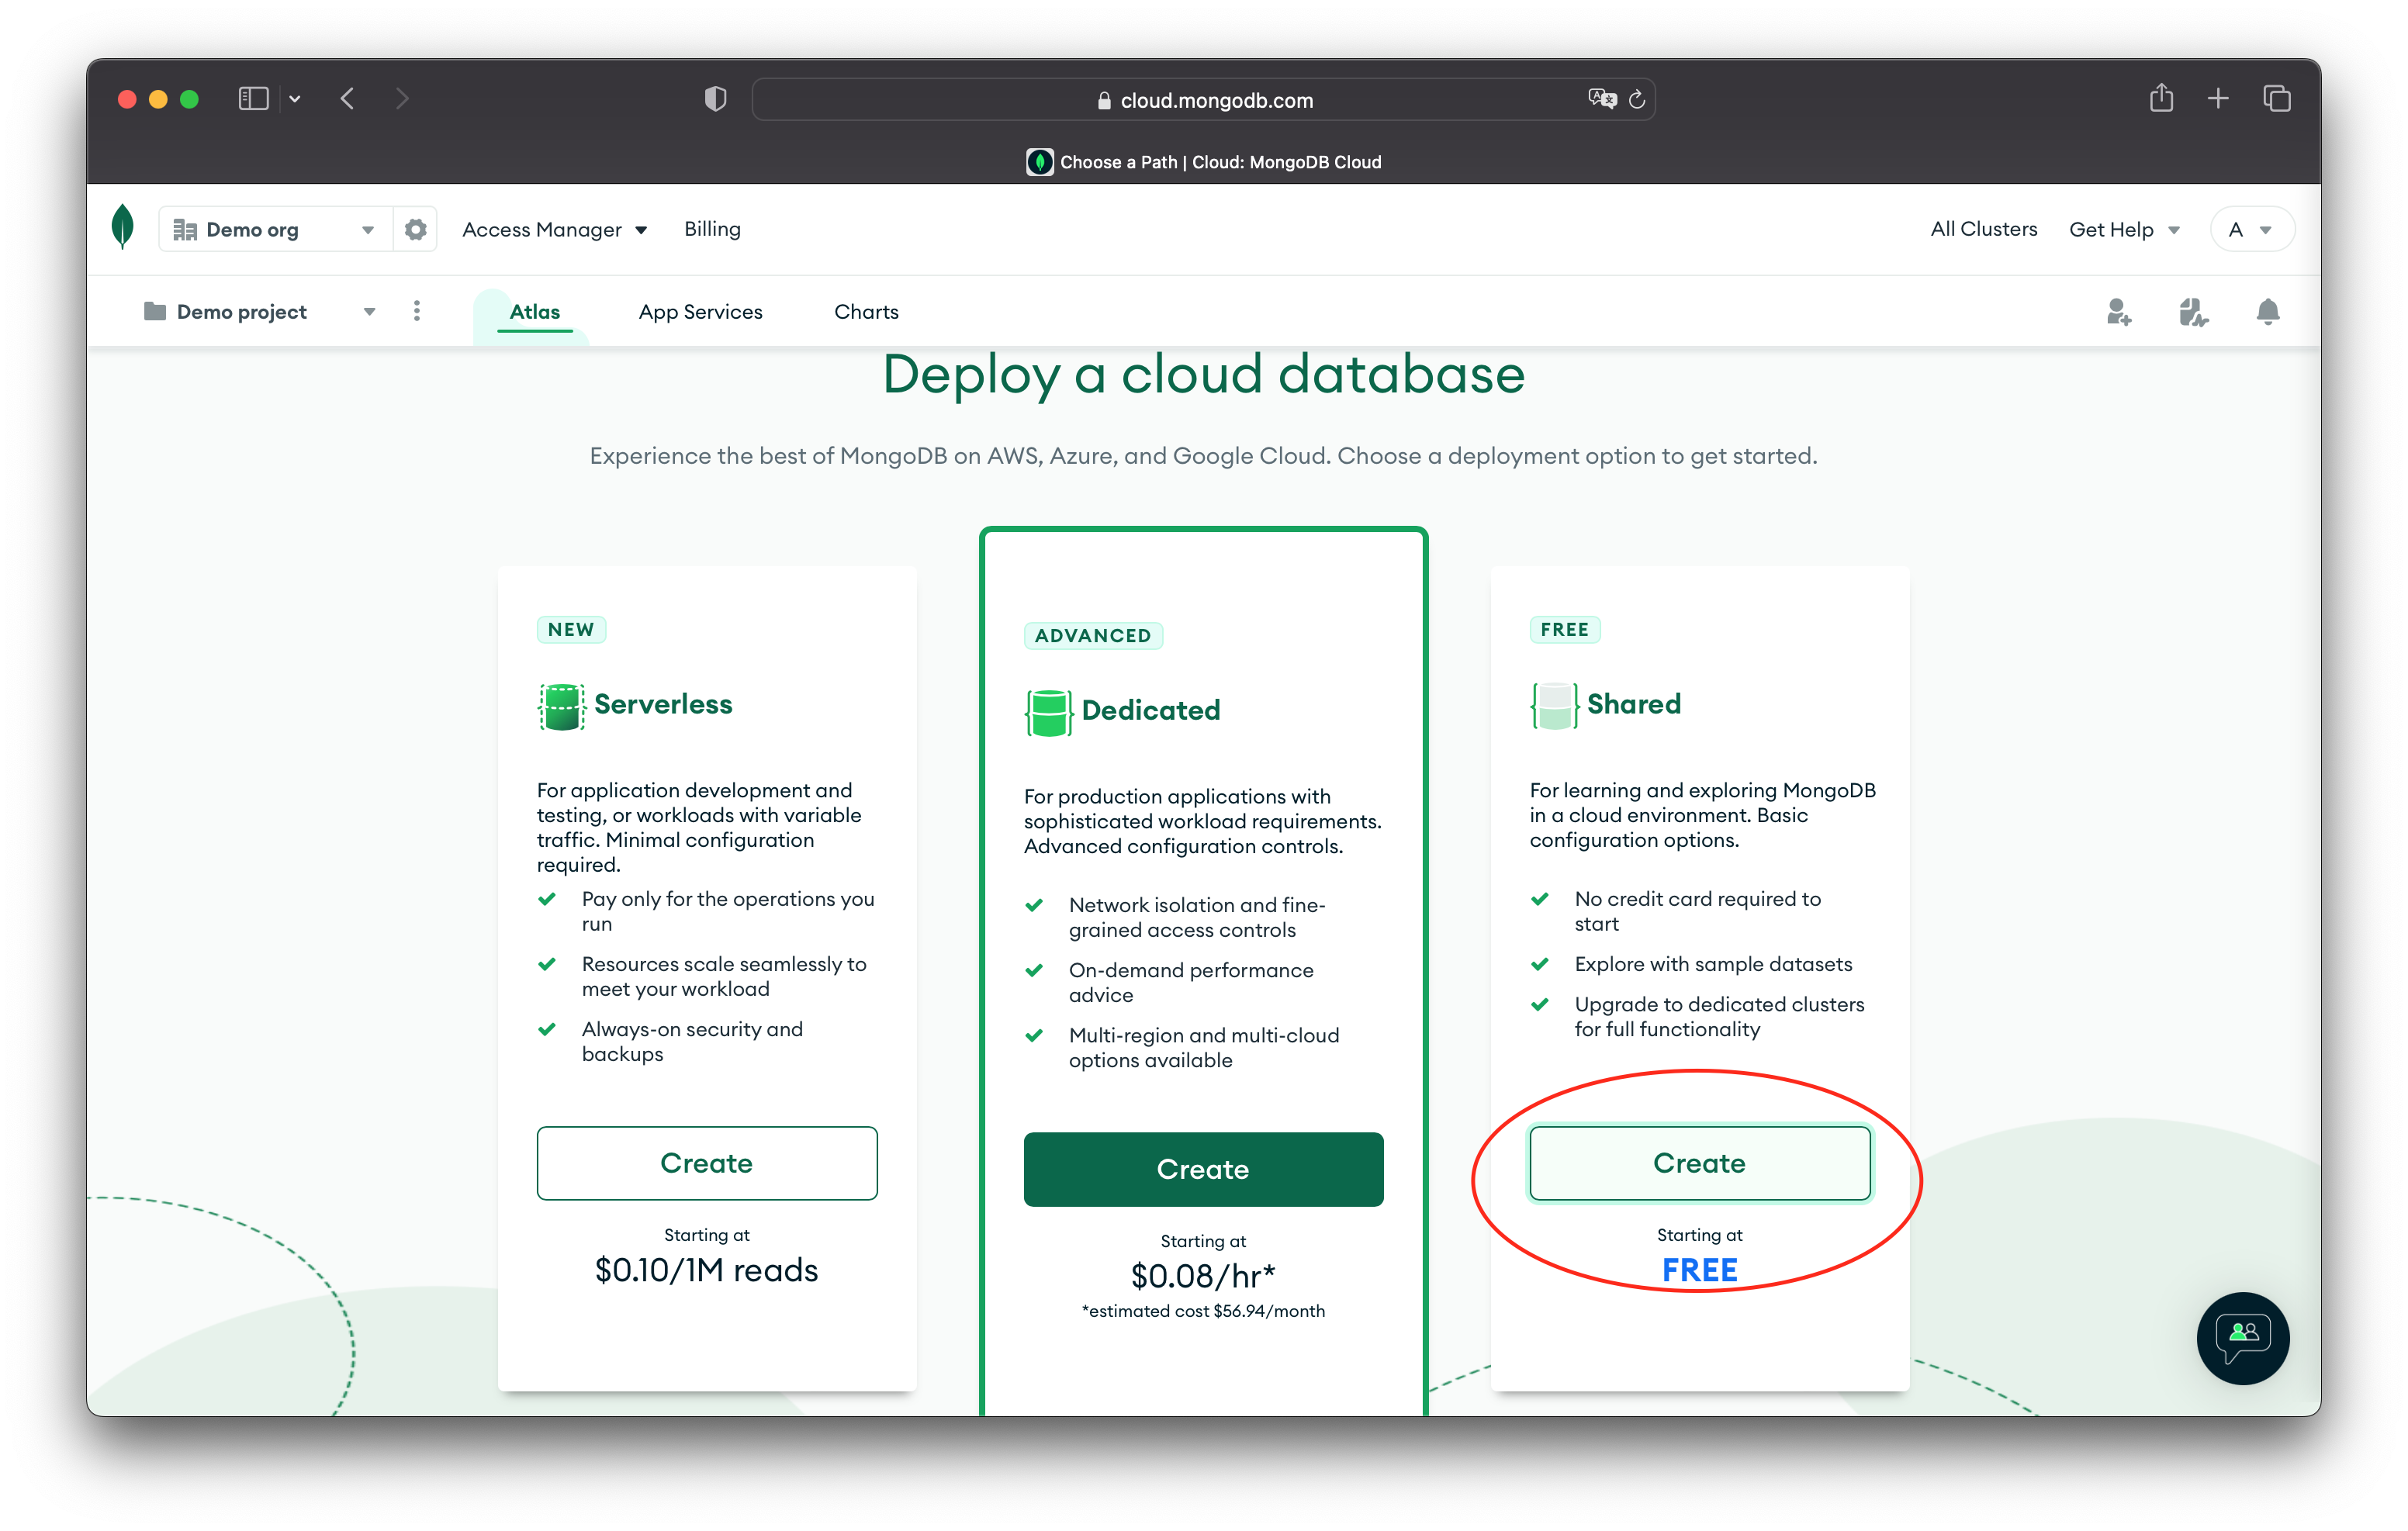 cloud.mongodb.com
Choose a Path | Cloud: MongoDB Cloud
Demo org
Access Manager
Billing
All Clusters
Get Help
A
Demo project
Atlas
App Services
Charts
Deploy a cloud database
Experience the best of MongoDB on AWS, Azure, and Google Cloud. Choose a deployment option to get started.
NEW
Serverless
For application development and
testing, or workloads with variable
traffic. Minimal configuration
required.
Pay only for the operations you
run
Resources scale seamlessly to
meet your workload
Always-on security and
backups
Create
Starting at
$0.10/1M reads
ADVANCED
Dedicated
For production applications with
sophisticated workload requirements.
Advanced configuration controls.
Network isolation and fine-
grained access controls
On-demand performance
advice
Multi-region and multi-cloud
options available
Create
Starting at
$0.08/hr*
*estimated cost $56.94/month
FREE
Shared
For learning and exploring MongoDB
in a cloud environment. Basic
configuration options.
No credit card required to
start
Explore with sample datasets
Upgrade to dedicated clusters
for full functionality
Create
Starting at
FREE